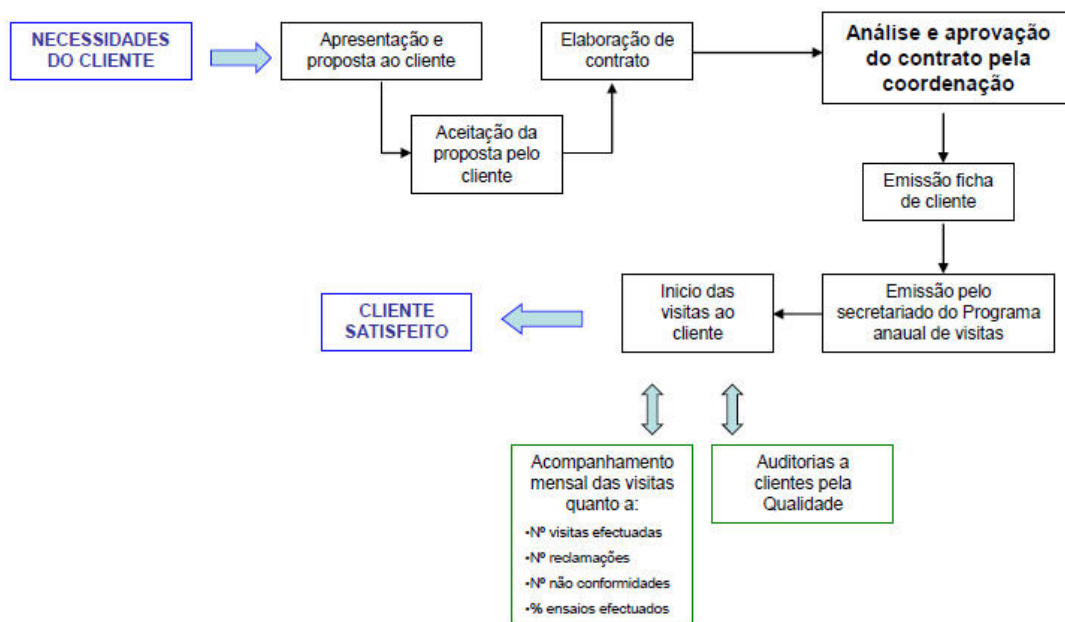 NECESSIDADES
DO CLIENTE
Apresentação e
proposta ao cliente
Aceitação da
proposta pelo
cliente
Elaboração de
contrato
Análise e aprovação
do contrato pela
coordenação
Emissão ficha
de cliente
Emissão pelo
secretariado do Programa
anaual de visitas
Inicio das
visitas ao
cliente
CLIENTE
SATISFEITO
Acompanhamento
mensal das visitas
quanto a:
•Nº visitas efectuadas
•Nº reclamações
•Nº não conformidades
•% ensaios efectuados
Auditorias a
clientes pela
Qualidade